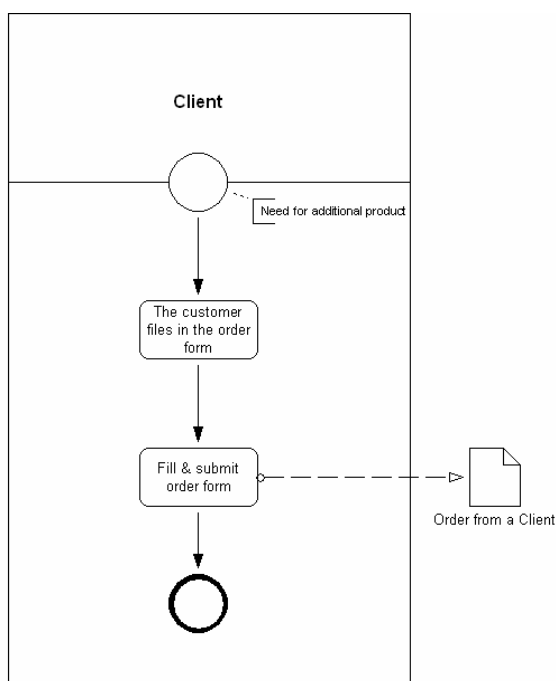 Client
Need for additional product
The customer
files in the order
form
Fill & submit
order form
Order from a Client